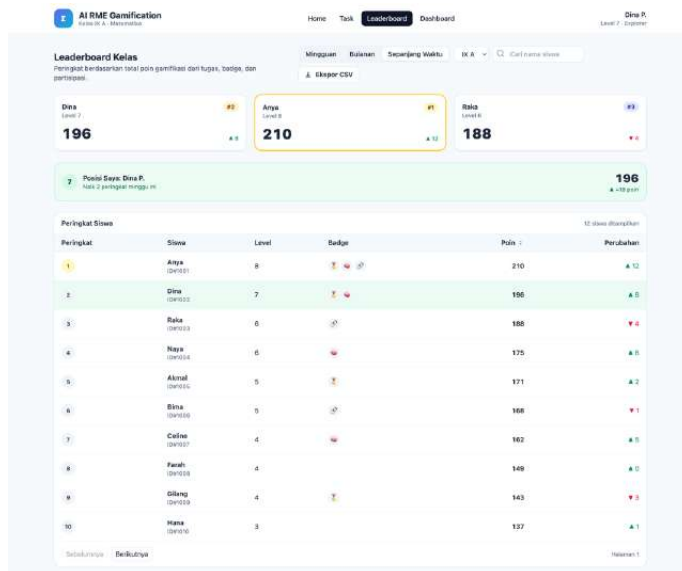 AI RME Gamification
Kelas IX A - Matematika
Home Task Leaderboard Dashboard
Dina P.
Level 7 · Explorer
Leaderboard Kelas
Peringkat berdasarkan total poin gamifikasi dari tugas, badge, dan
partisipasi.
Mingguan Bulanan Sepanjang Waktu
IX A
Cari nama siswa
Ekspor CSV
Dina #2
Level 7
196 ▲ 6
Anya #1
Level 8
210 ▲ 12
Raka #3
Level 6
188 ▼ 4
Posisi Saya: Dina P.
Naik 2 peringkat minggu ini
196
Peringkat Siswa 12 siswa ditampilkan
Peringkat Siswa Level Badge Poin Perubahan
1 Anya 8 210 ▲ 12
2 Dina 7 196 ▲ 6
3 Raka 6 188 ▼ 4
4 Naya 6 175
5 Akmal 5 171 ▲ 2
6 Bima 5 168 ▼ 1
7 Celine 4 162 ▲ 5
8 Farah 4 149 ▲ 0
9 Gilang 4 143 ▼ 3
10 Hana 3 137 ▲ 1
Sebelumnya Berikutnya Halaman 1